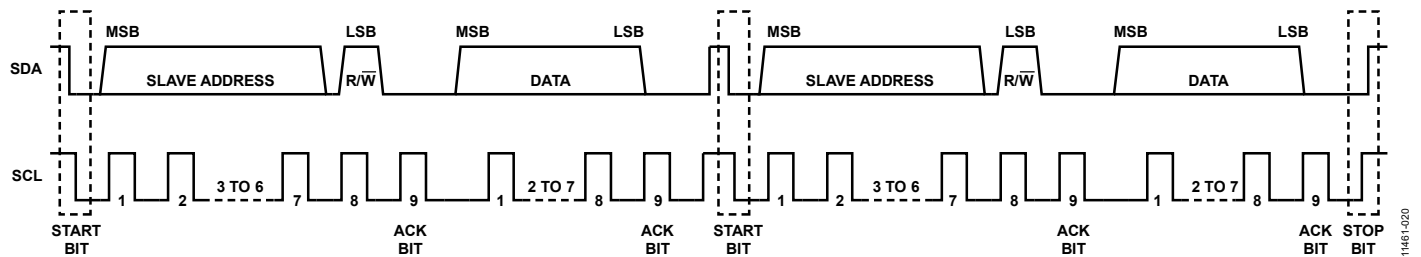 MSB LSB MSB LSB MSB LSB MSB LSB
SDA SLAVE ADDRESS R/W̅ DATA SLAVE ADDRESS R/W̅ DATA
SCL 3 TO 6 2 TO 7 3 TO 6 2 TO 7
1 2 7 8 9 1 8 9 1 2 7 8 9 1 8 9
START ACK ACK START ACK ACK STOP
BIT BIT BIT BIT BIT BIT BIT
11461-020